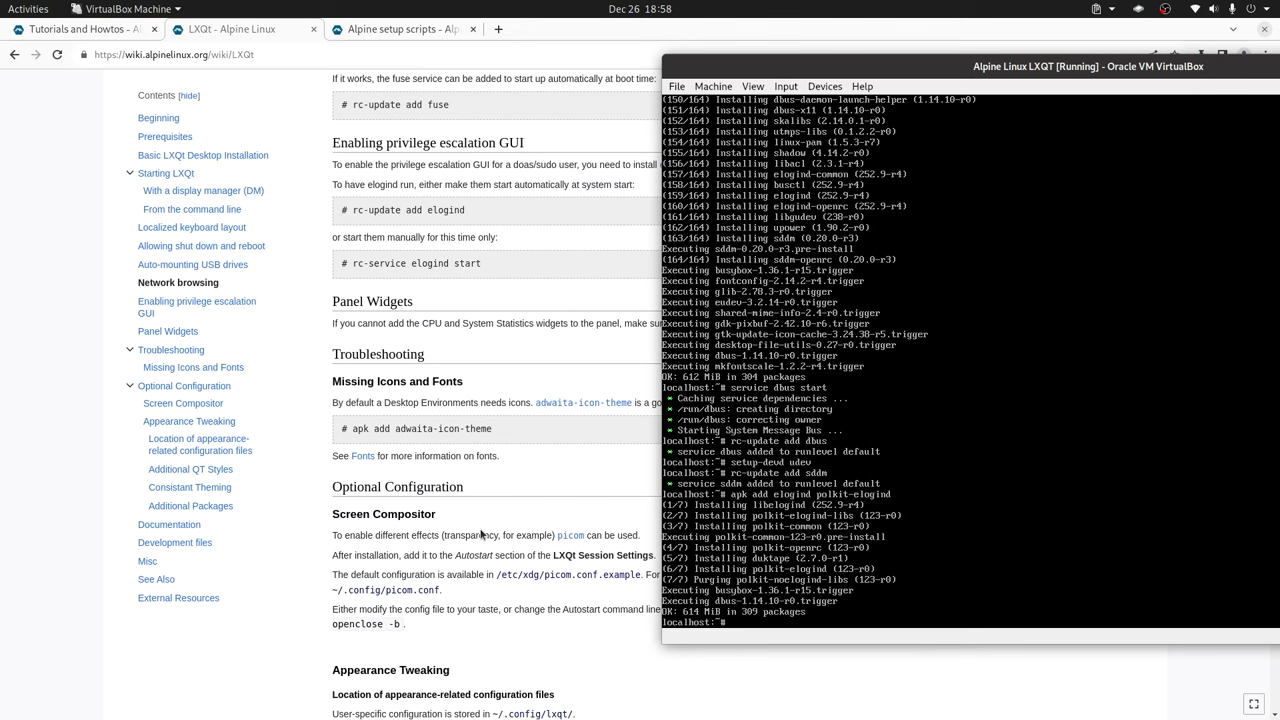 Activities
VirtualBox Machine
Dec 26 18:58
Tutorials and Howtos - A
LXQt - Alpine Linux
Alpine setup scripts - Alp
https://wiki.alpinelinux.org/wiki/LXQt
Contents [hide]
Beginning
Prerequisites
Basic LXQt Desktop Installation
Starting LXQt
With a display manager (DM)
From the command line
Localized keyboard layout
Allowing shut down and reboot
Auto-mounting USB drives
Network browsing
Enabling privilege escalation
GUI
Panel Widgets
Troubleshooting
Missing Icons and Fonts
Optional Configuration
Screen Compositor
Appearance Tweaking
Location of appearance-
related configuration files
Additional QT Styles
Consistant Theming
Additional Packages
Documentation
Development files
Misc
See Also
External Resources
If it works, the fuse service can be added to start up automatically at boot time:
# rc-update add fuse
Enabling privilege escalation GUI
To enable the privilege escalation GUI for a doas/sudo user, you need to install
To have elogind run, either make them start automatically at system start:
# rc-update add elogind
or start them manually for this time only:
# rc-service elogind start
Panel Widgets
If you cannot add the CPU and System Statistics widgets to the panel, make su
Troubleshooting
Missing Icons and Fonts
By default a Desktop Environments needs icons. adwaita-icon-theme is a go
# apk add adwaita-icon-theme
See Fonts for more information on fonts.
Optional Configuration
Screen Compositor
To enable different effects (transparency, for example) picom can be used.
After installation, add it to the Autostart section of the LXQt Session Settings.
The default configuration is available in /etc/xdg/picom.conf.example. For
~/.config/picom.conf.
Either modify the config file to your taste, or change the Autostart command line
openclose -b .
Appearance Tweaking
Location of appearance-related configuration files
User-specific configuration is stored in ~/.config/lxqt/.
Alpine Linux LXQT [Running] - Oracle VM VirtualBox
File Machine View Input Devices Help
(150/164) Installing dbus-daemon-launch-helper (1.14.10-r0)
(151/164) Installing dbus-x11 (1.14.10-r0)
(152/164) Installing skalibs (2.14.0.1-r0)
(153/164) Installing utmps-libs (0.1.2.2-r0)
(154/164) Installing linux-pam (1.5.3-r7)
(155/164) Installing shadow (4.14.2-r0)
(156/164) Installing libacl (2.3.1-r4)
(157/164) Installing elogind-common (252.9-r4)
(158/164) Installing busctl (252.9-r4)
(159/164) Installing elogind (252.9-r4)
(160/164) Installing elogind-openrc (252.9-r4)
(161/164) Installing libgudev (238-r0)
(162/164) Installing upower (1.90.2-r0)
(163/164) Installing sddm (0.20.0-r3)
Executing sddm-0.20.0-r3.pre-install
(164/164) Installing sddm-openrc (0.20.0-r3)
Executing busybox-1.36.1-r15.trigger
Executing fontconfig-2.14.2-r4.trigger
Executing glib-2.78.3-r0.trigger
Executing eudev-3.2.14-r0.trigger
Executing shared-mime-info-2.4-r0.trigger
Executing gdk-pixbuf-2.42.10-r6.trigger
Executing gtk-update-icon-cache-3.24.38-r5.trigger
Executing desktop-file-utils-0.27-r0.trigger
Executing dbus-1.14.10-r0.trigger
Executing mkfontscale-1.2.2-r4.trigger
OK: 612 MiB in 304 packages
localhost:~# service dbus start
* Caching service dependencies ...
* /run/dbus: creating directory
* /run/dbus: correcting owner
* Starting System Message Bus ...
localhost:~# rc-update add dbus
* service dbus added to runlevel default
localhost:~# setup-devd udev
localhost:~# rc-update add sddm
* service sddm added to runlevel default
localhost:~# apk add elogind polkit-elogind
(1/7) Installing libelogind (252.9-r4)
(2/7) Installing polkit-elogind-libs (123-r0)
(3/7) Installing polkit-common (123-r0)
Executing polkit-common-123-r0.pre-install
(4/7) Installing polkit-openrc (123-r0)
(5/7) Installing duktape (2.7.0-r1)
(6/7) Installing polkit-elogind (123-r0)
(7/7) Purging polkit-noelogind-libs (123-r0)
Executing busybox-1.36.1-r15.trigger
Executing dbus-1.14.10-r0.trigger
OK: 614 MiB in 309 packages
localhost:~#